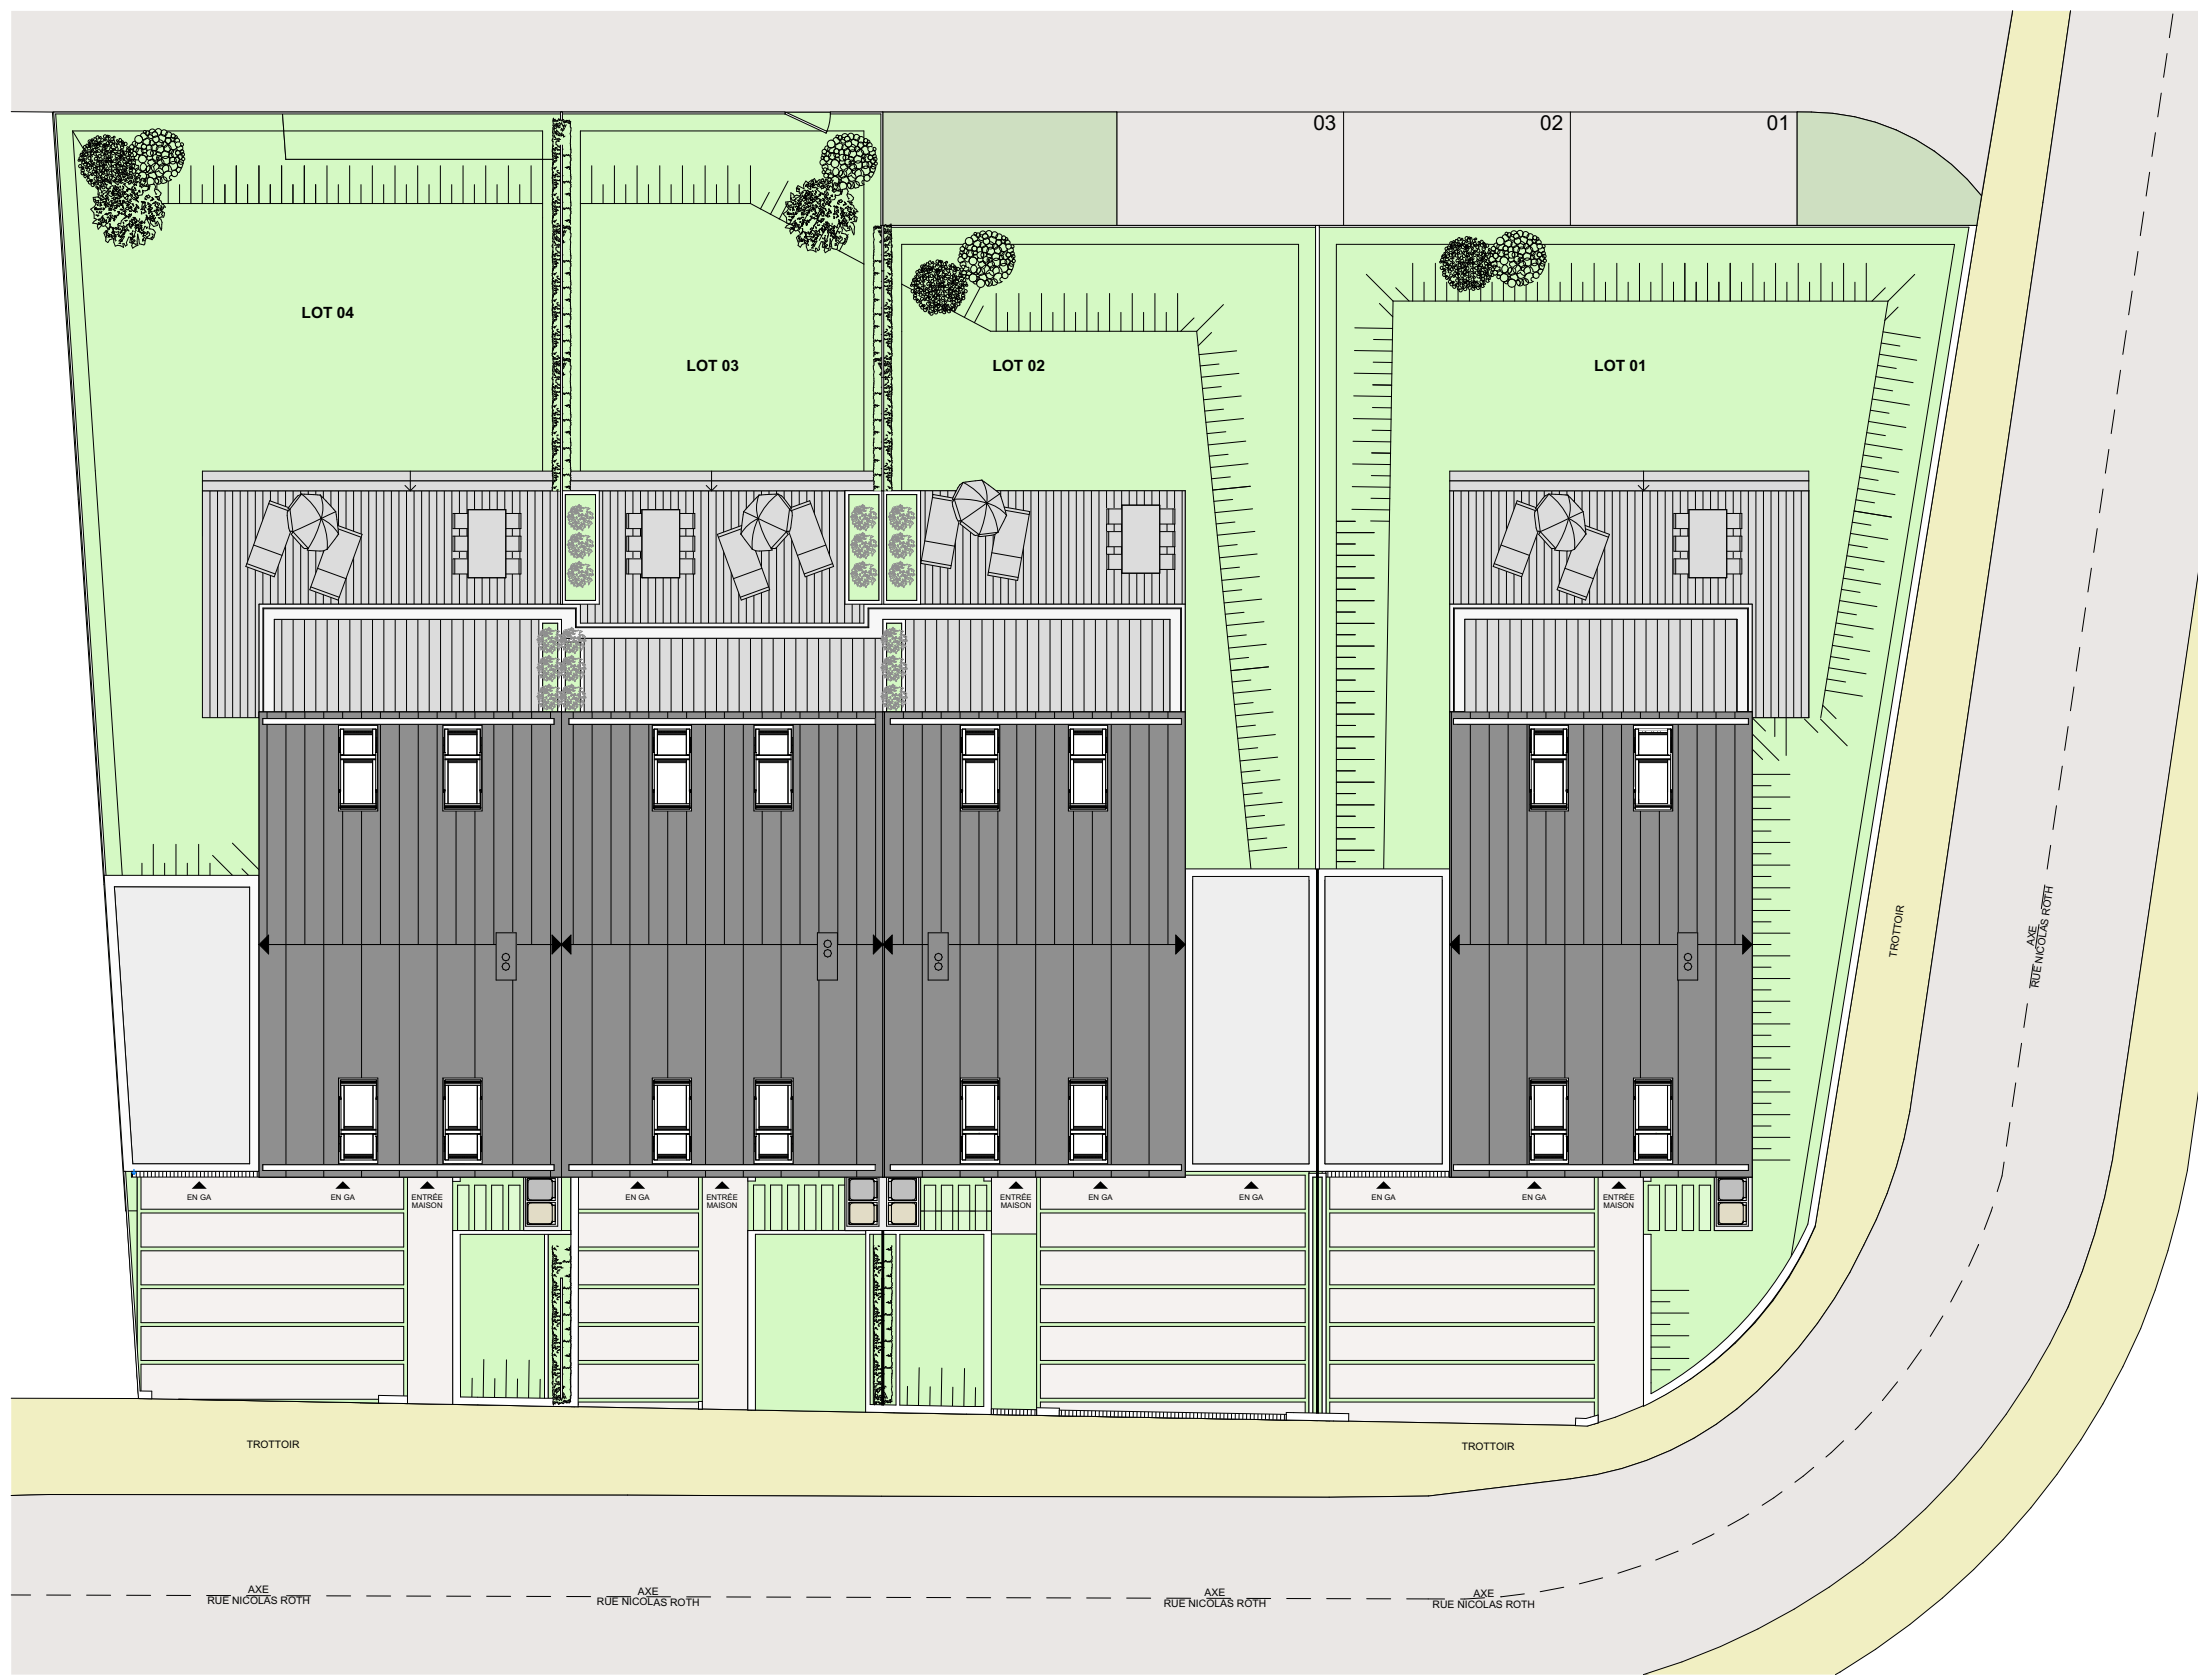 03
02
01
LOT 04
LOT 03
LOT 02
LOT 01
TROTTOIR
AXE
RUE NICOLAS ROTH
EN GA
EN GA
ENTRÉE
MAISON
EN GA
ENTRÉE
MAISON
ENTRÉE
MAISON
EN GA
EN GA
EN GA
EN GA
ENTRÉE
MAISON
TROTTOIR
TROTTOIR
AXE
RUE NICOLAS ROTH
AXE
RUE NICOLAS ROTH
AXE
RUE NICOLAS ROTH
AXE
RUE NICOLAS ROTH